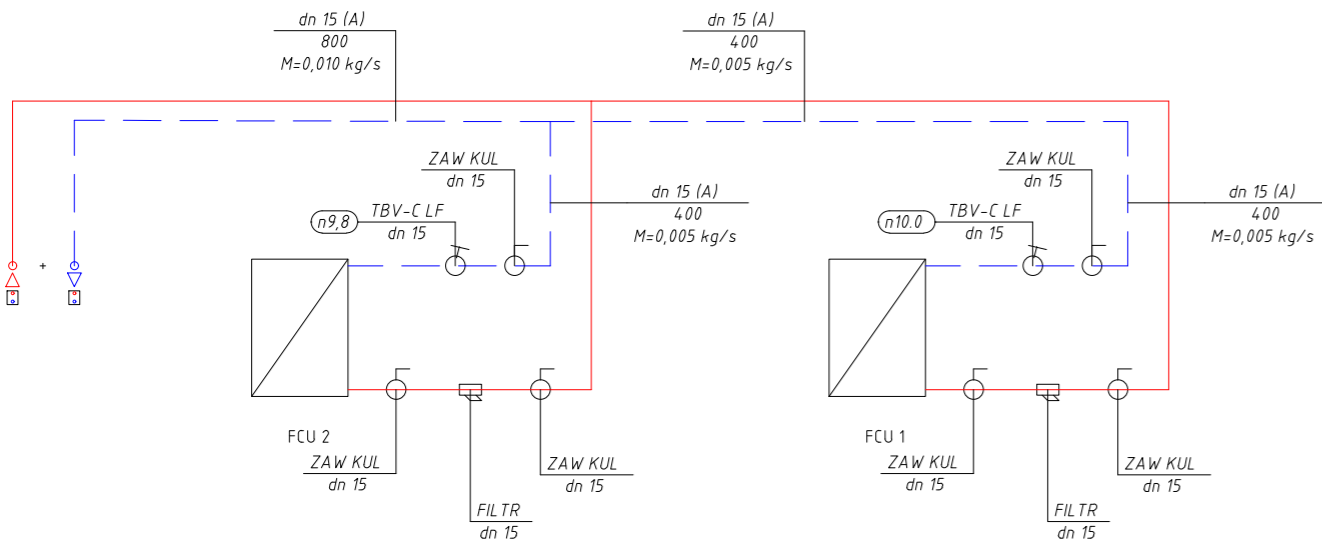 dn 15 (A)
800
M=0,010 kg/s
dn 15 (A)
400
M=0,005 kg/s
ZAW KUL
dn 15
n9,8
TBV-C LF
dn 15
dn 15 (A)
400
M=0,005 kg/s
ZAW KUL
dn 15
n10.0
TBV-C LF
dn 15
dn 15 (A)
400
M=0,005 kg/s
+
FCU 2
ZAW KUL
dn 15
FILTR
dn 15
ZAW KUL
dn 15
FCU 1
ZAW KUL
dn 15
FILTR
dn 15
ZAW KUL
dn 15